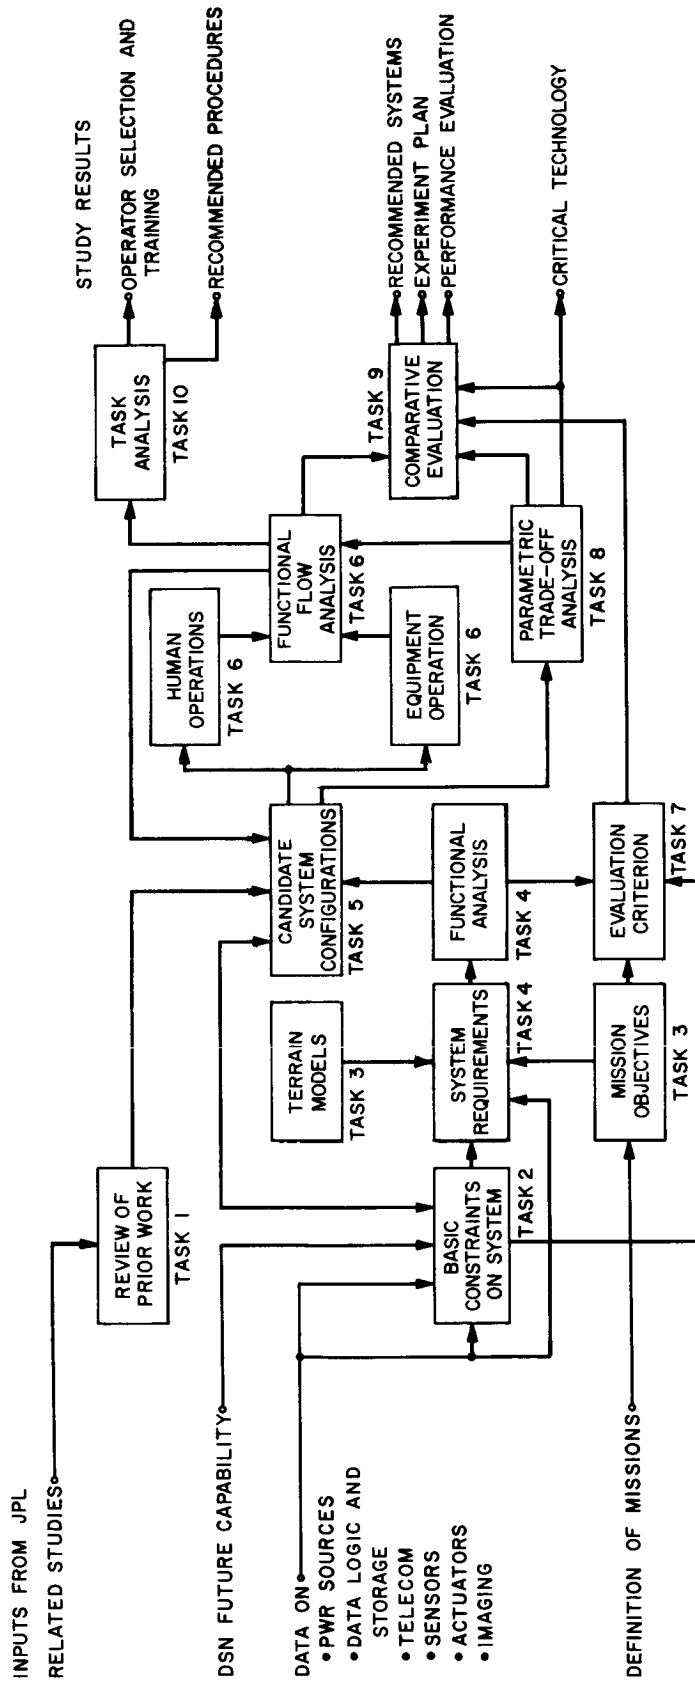 INPUTS FROM JPL
RELATED STUDIES
DSN FUTURE CAPABILITY
DATA ON
• PWR SOURCES
• DATA LOGIC AND
STORAGE
• TELECOM
• SENSORS
• ACTUATORS
• IMAGING
DEFINITION OF MISSIONS
REVIEW OF
PRIOR WORK
TASK 1
BASIC
CONSTRAINTS
ON SYSTEM
TASK 2
TERRAIN
MODELS
TASK 3
SYSTEM
REQUIREMENTS
TASK 4
MISSION
OBJECTIVES
TASK 3
CANDIDATE
SYSTEM
CONFIGURATIONS
TASK 5
FUNCTIONAL
ANALYSIS
TASK 4
EVALUATION
CRITERION
TASK 7
HUMAN
OPERATIONS
TASK 6
EQUIPMENT
OPERATION
TASK 6
FUNCTIONAL
FLOW
ANALYSIS
TASK 6
PARAMETRIC
TRADE-OFF
ANALYSIS
TASK 8
TASK
ANALYSIS
TASK 10
TASK 9
COMPARATIVE
EVALUATION
STUDY RESULTS
OPERATOR SELECTION AND
TRAINING
RECOMMENDED PROCEDURES
RECOMMENDED SYSTEMS
EXPERIMENT PLAN
PERFORMANCE EVALUATION
CRITICAL TECHNOLOGY